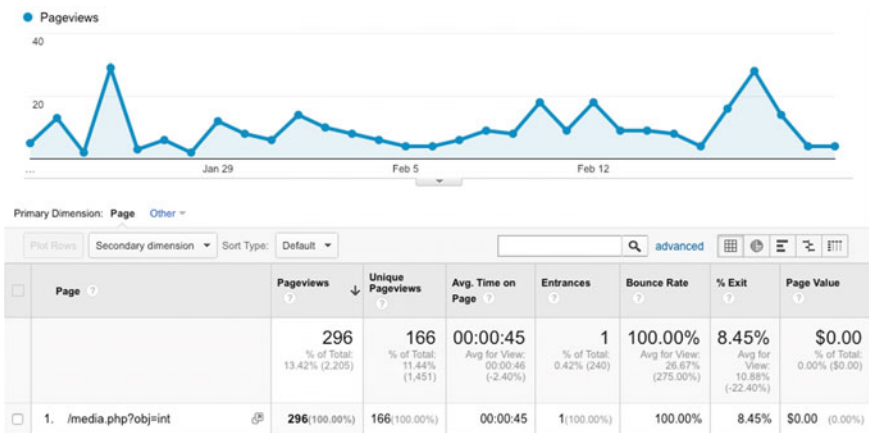 Pageviews
40
20
...
Jan 29
Feb 5
Feb 12
Primary Dimension: Page Other
Plot Rows Secondary dimension Sort Type: Default advanced
Page ? Pageviews ? Unique Pageviews ? Avg. Time on Page ? Entrances ? Bounce Rate ? % Exit ? Page Value ?
296 166 00:00:45 1 100.00% 8.45% $0.00
% of Total: 13.42% (2,205) % of Total: 11.44% (1,451) Avg for View: 00:00:46 (-2.40%) % of Total: 0.42% (240) Avg for View: 26.67% (275.00%) Avg for View: 10.88% (-22.40%) % of Total: 0.00% ($0.00)
1. /media.php?obj=int 296(100.00%) 166(100.00%) 00:00:45 1(100.00%) 100.00% 8.45% $0.00 (0.00%)